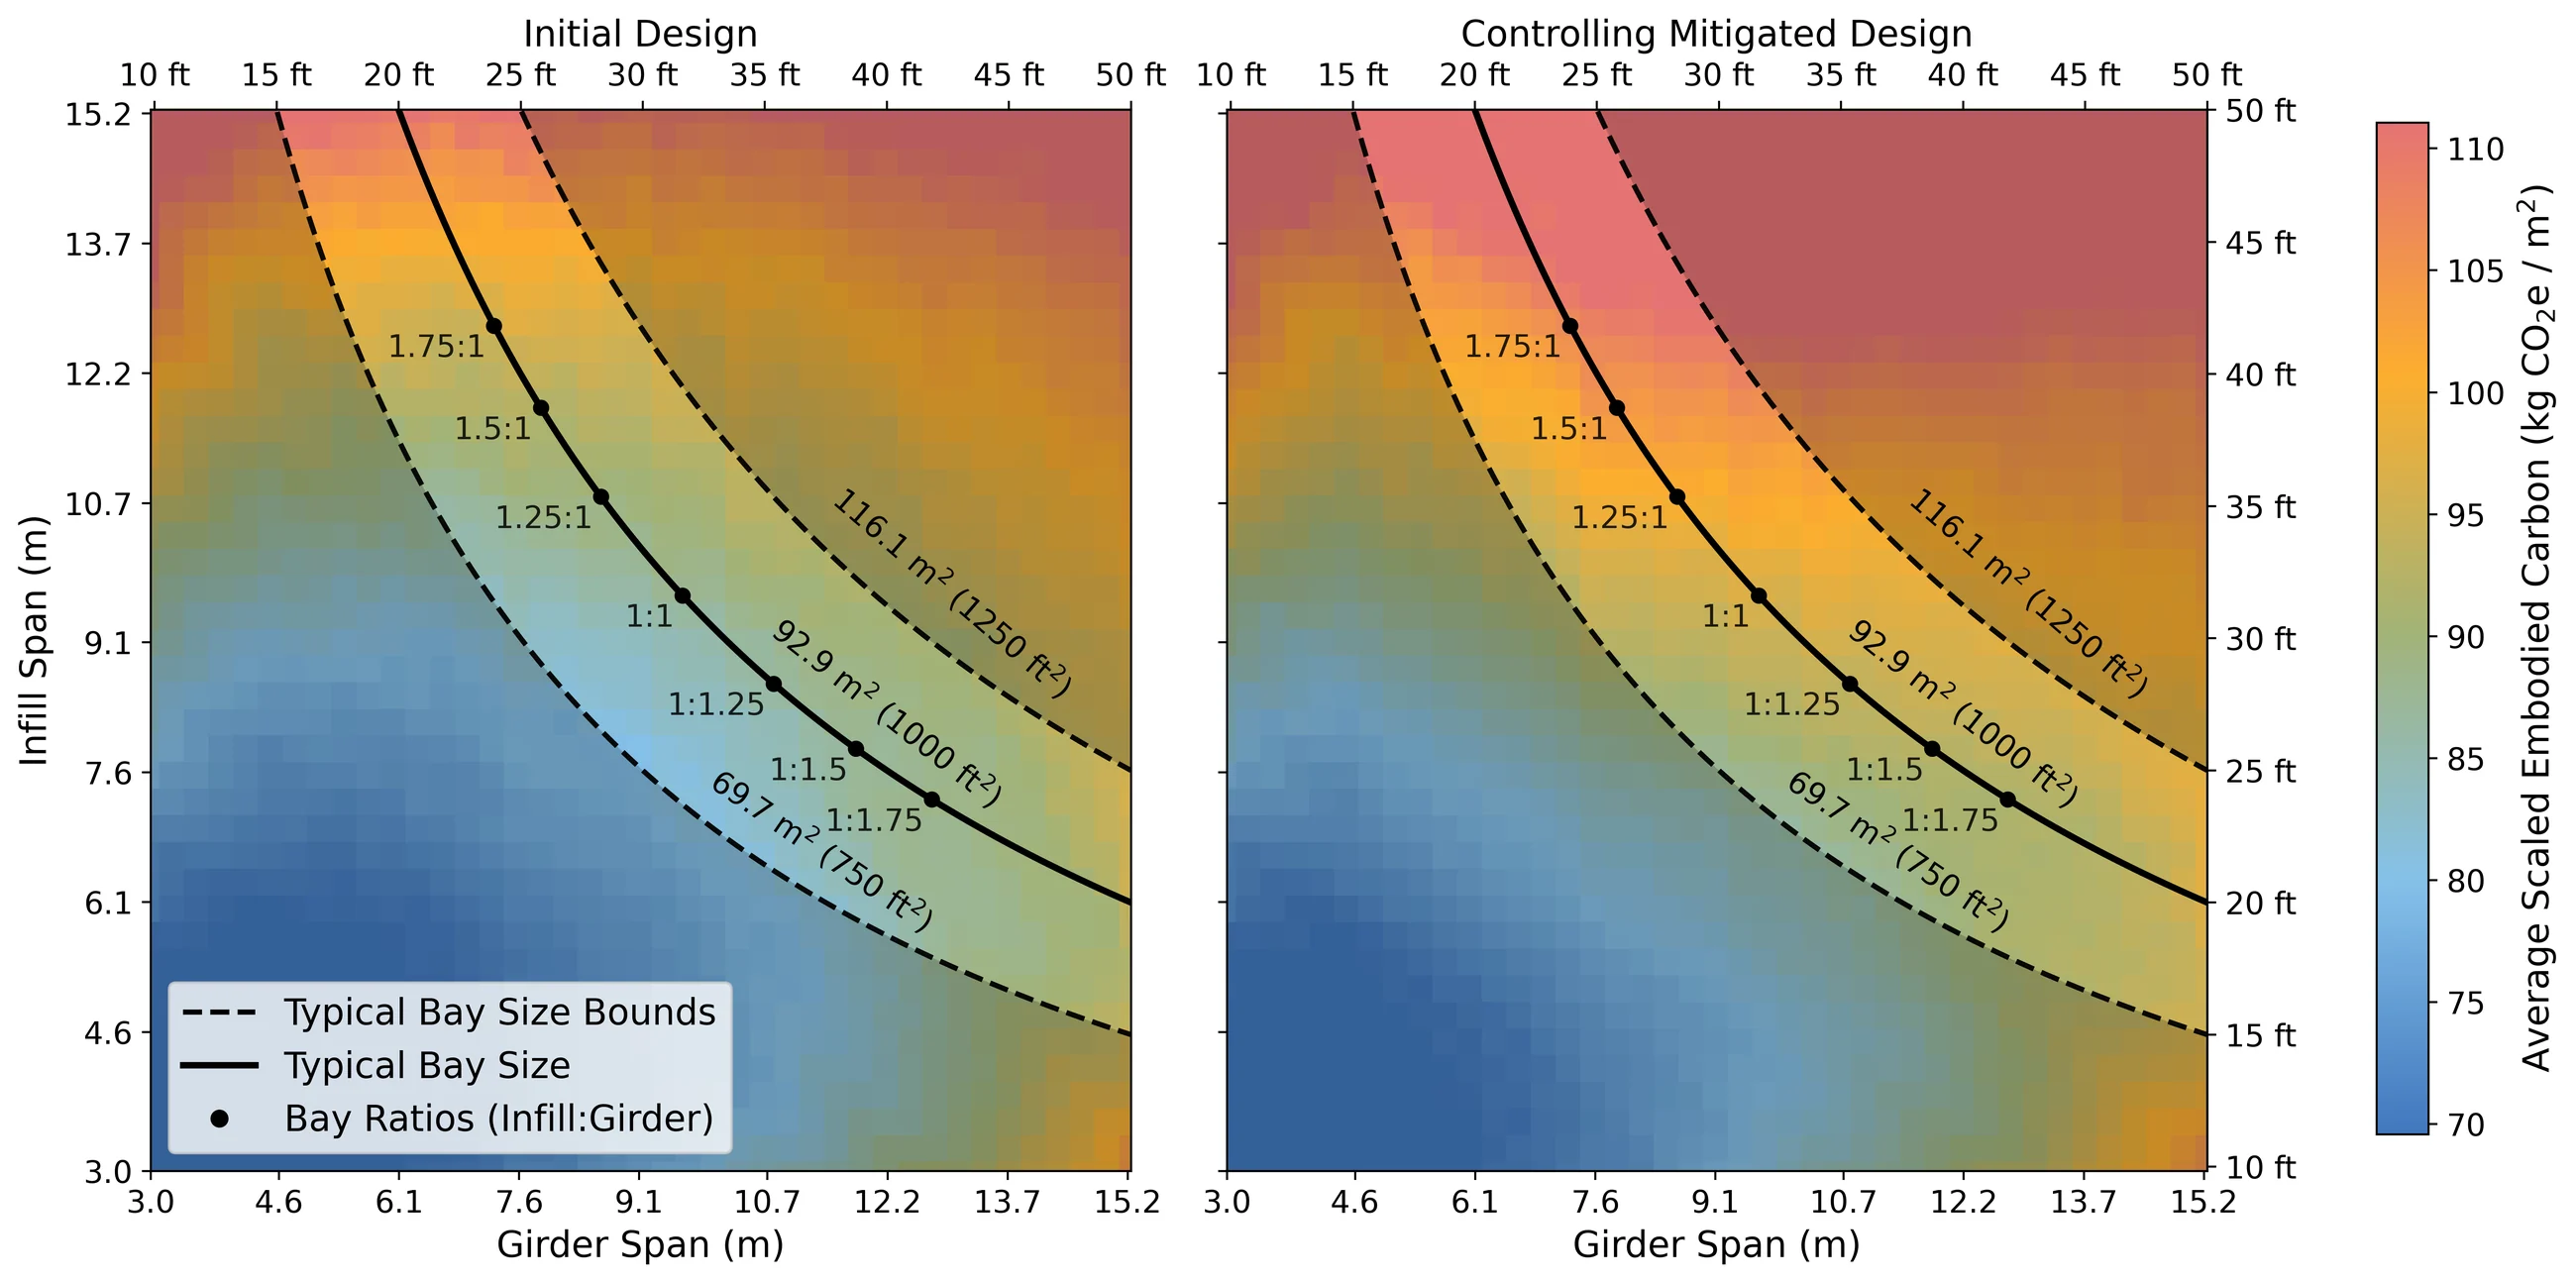 Initial Design
10 ft 15 ft 20 ft 25 ft 30 ft 35 ft 40 ft 45 ft 50 ft
15.2
13.7
12.2
10.7
9.1
7.6
6.1
4.6
3.0
Infill Span (m)
1.75:1
1.5:1
1.25:1
1:1
1:1.25
1:1.5
1:1.75
116.1 m² (1250 ft²)
92.9 m² (1000 ft²)
69.7 m² (750 ft²)
Typical Bay Size Bounds
Typical Bay Size
Bay Ratios (Infill:Girder)
3.0 4.6 6.1 7.6 9.1 10.7 12.2 13.7 15.2
Girder Span (m)
Controlling Mitigated Design
10 ft 15 ft 20 ft 25 ft 30 ft 35 ft 40 ft 45 ft 50 ft
1.75:1
1.5:1
1.25:1
1:1
1:1.25
1:1.5
1:1.75
116.1 m² (1250 ft²)
92.9 m² (1000 ft²)
69.7 m² (750 ft²)
50 ft
45 ft
40 ft
35 ft
30 ft
25 ft
20 ft
15 ft
10 ft
3.0 4.6 6.1 7.6 9.1 10.7 12.2 13.7 15.2
Girder Span (m)
110
105
100
95
90
85
80
75
70
Average Scaled Embodied Carbon (kg CO₂e / m²)